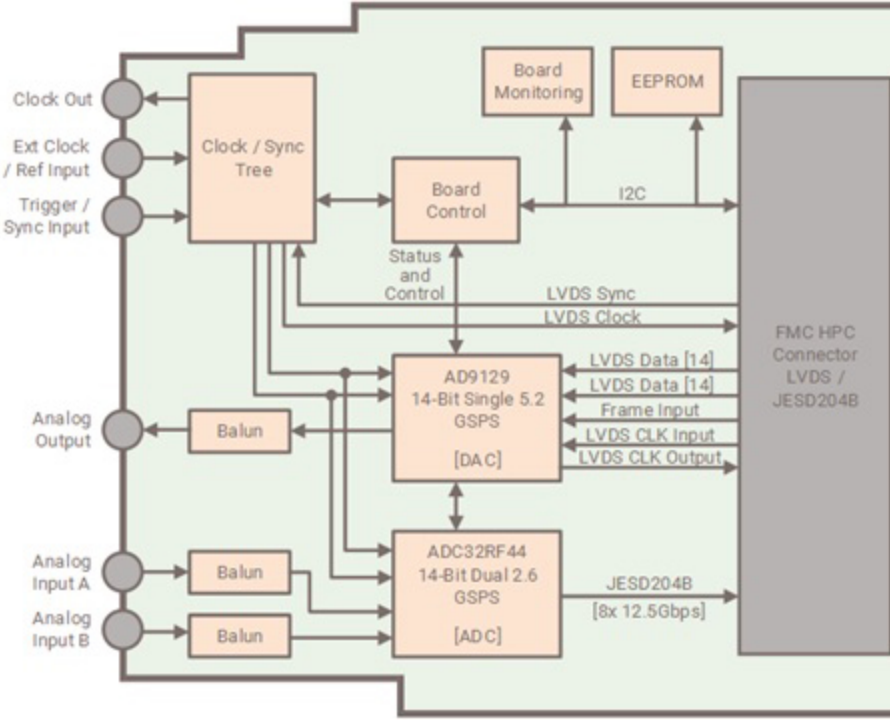 Clock Out
Ext Clock
/ Ref Input
Trigger /
Sync Input
Clock / Sync
Tree
Board
Monitoring
EEPROM
Board
Control
I2C
Status
and
Control
LVDS Sync
LVDS Clock
FMC HPC
Connector
LVDS /
JESD204B
AD9129
14-Bit Single 5.2
GSPS
[DAC]
LVDS Data [14]
LVDS Data [14]
Frame Input
LVDS CLK Input
LVDS CLK Output
Analog
Output
Balun
Analog
Input A
Balun
Analog
Input B
Balun
ADC32RF44
14-Bit Dual 2.6
GSPS
[ADC]
JESD204B
[8x 12.5Gbps]